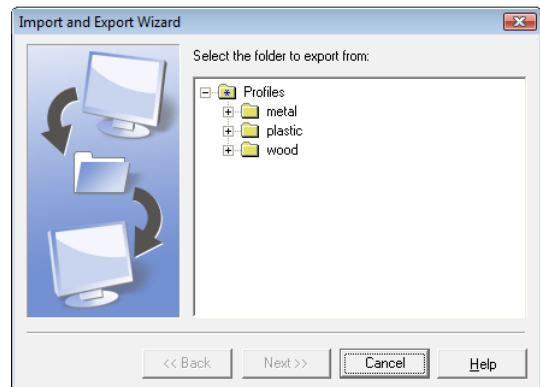 Import and Export Wizard
Select the folder to export from:
Profiles
metal
plastic
wood
<< Back Next >> Cancel Help